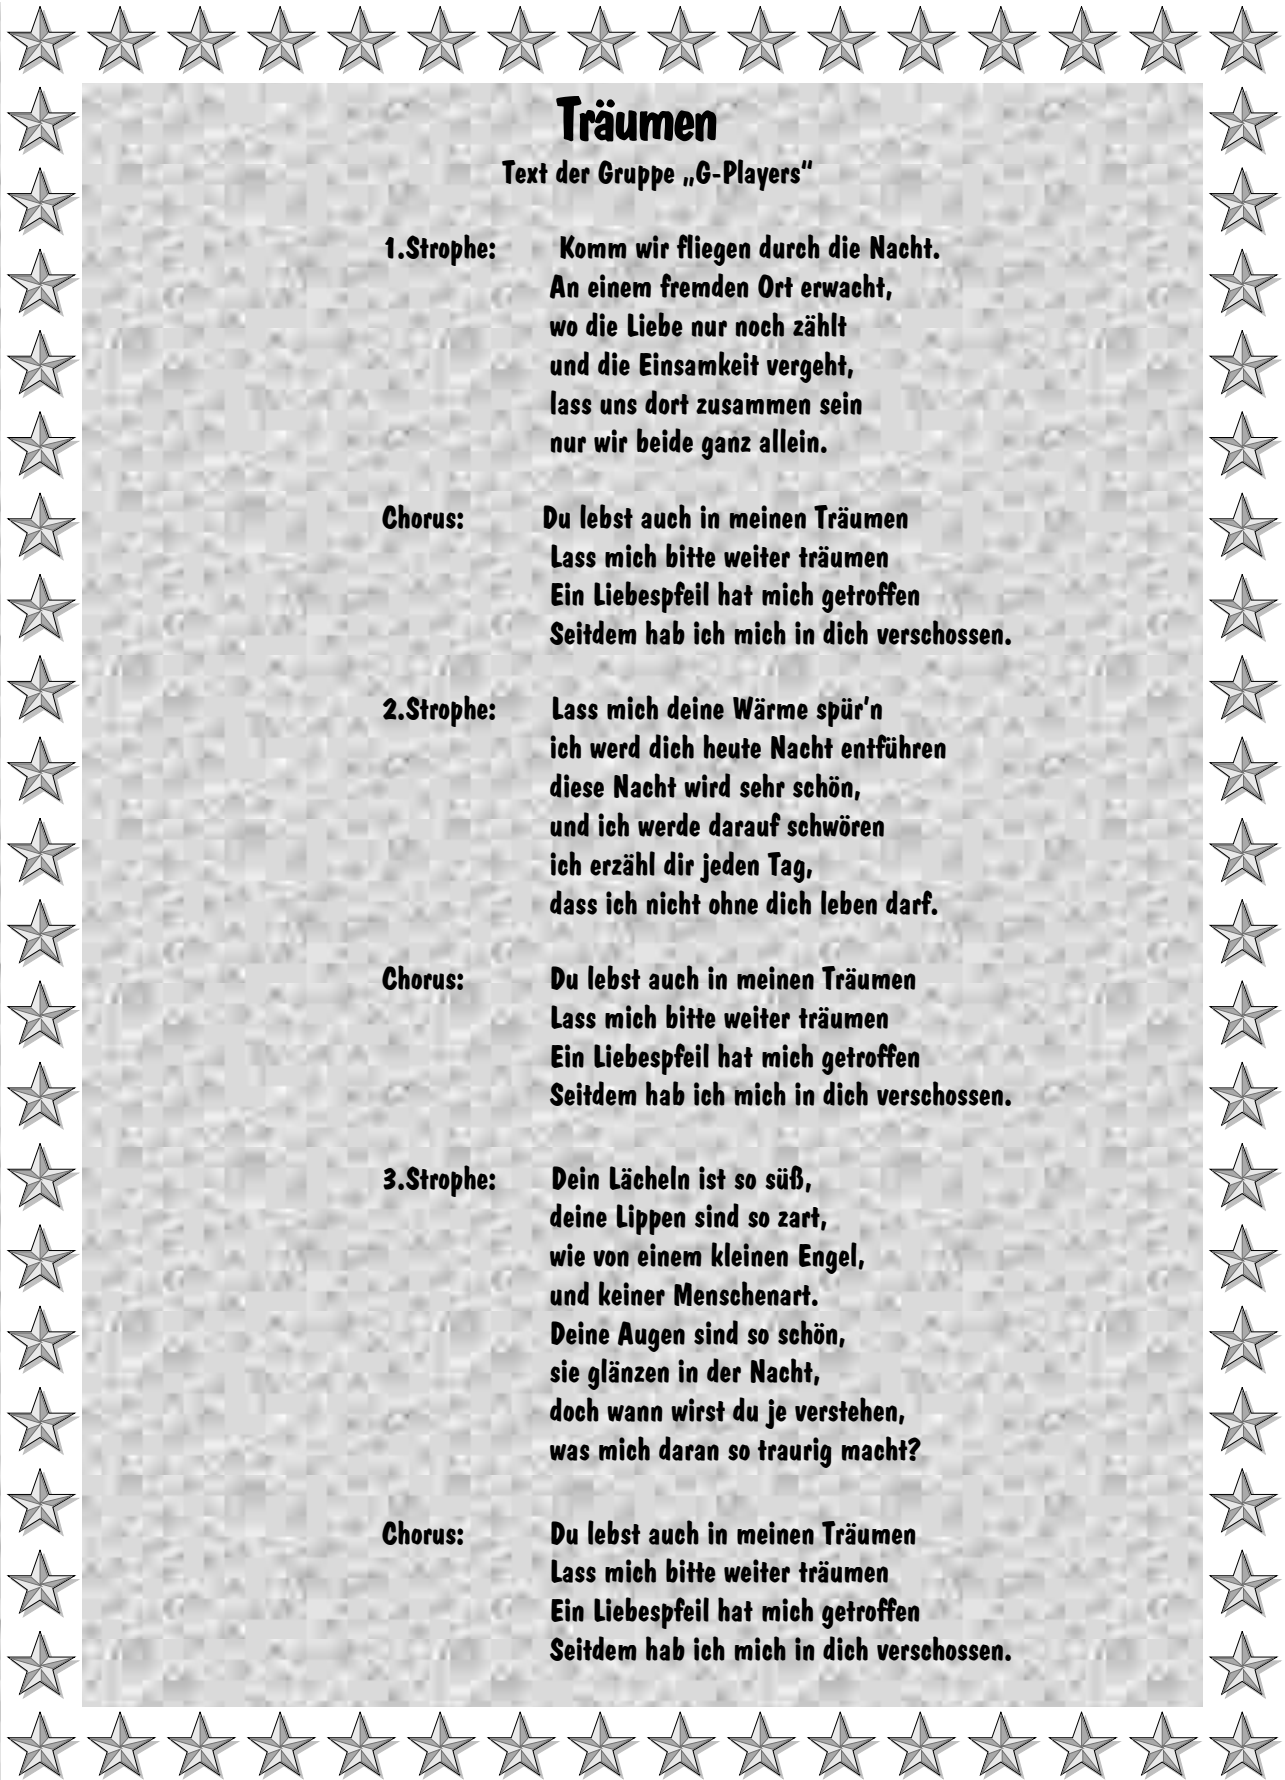 Träumen
Text der Gruppe „G-Players“
1.Strophe: Komm wir fliegen durch die Nacht.
An einem fremden Ort erwacht,
wo die Liebe nur noch zählt
und die Einsamkeit vergeht,
lass uns dort zusammen sein
nur wir beide ganz allein.
Chorus: Du lebst auch in meinen Träumen
Lass mich bitte weiter träumen
Ein Liebespfeil hat mich getroffen
Seitdem hab ich mich in dich verschossen.
2.Strophe: Lass mich deine Wärme spür’n
ich werd dich heute Nacht entführen
diese Nacht wird sehr schön,
und ich werde darauf schwören
ich erzähl dir jeden Tag,
dass ich nicht ohne dich leben darf.
Chorus: Du lebst auch in meinen Träumen
Lass mich bitte weiter träumen
Ein Liebespfeil hat mich getroffen
Seitdem hab ich mich in dich verschossen.
3.Strophe: Dein Lächeln ist so süß,
deine Lippen sind so zart,
wie von einem kleinen Engel,
und keiner Menschenart.
Deine Augen sind so schön,
sie glänzen in der Nacht,
doch wann wirst du je verstehen,
was mich daran so traurig macht?
Chorus: Du lebst auch in meinen Träumen
Lass mich bitte weiter träumen
Ein Liebespfeil hat mich getroffen
Seitdem hab ich mich in dich verschossen.